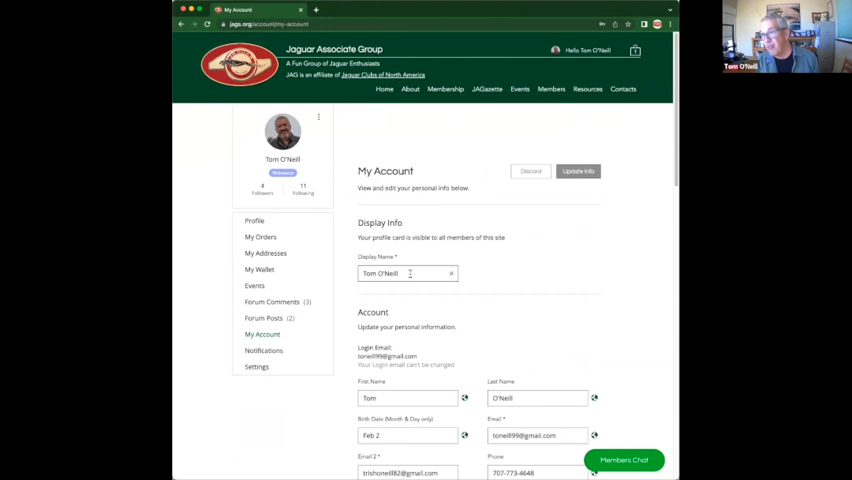 My Account
jags.org/account/my-account
Jaguar Associate Group
Hello Tom O'Neill
1
A Fun Group of Jaguar Enthusiasts
JAG is an affiliate of Jaguar Clubs of North America
Home About Membership JAGazette Events Members Resources Contacts
Tom O'Neill
Tom O'Neill
4 11
Followers Following
My Account
Discard Update Info
View and edit your personal info below.
Profile
My Orders
My Addresses
My Wallet
Events
Forum Comments (3)
Forum Posts (2)
My Account
Notifications
Settings
Display Info
Your profile card is visible to all members of this site
Display Name *
Tom O'Neill ×
Account
Update your personal information.
Login Email:
toneill99@gmail.com
Your Login email can't be changed
First Name Last Name
Tom O'Neill
Birth Date (Month & Day only) Email *
Feb 2 toneill99@gmail.com
Email 2 * Phone
trishoneill82@gmail.com 707-773-4648
Members Chat